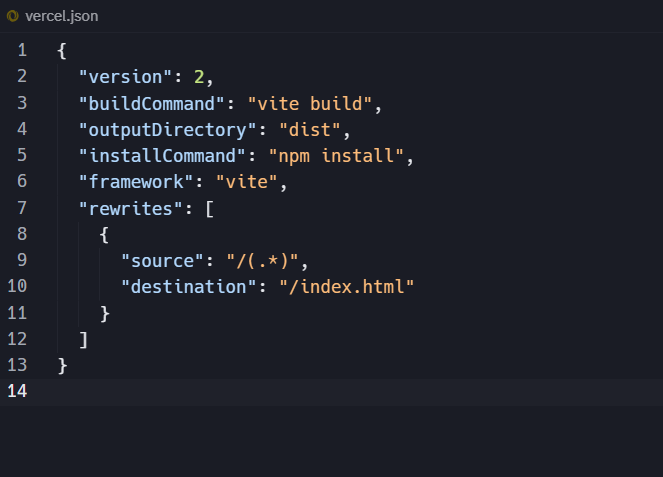 vercel.json
1 {
2   "version": 2,
3   "buildCommand": "vite build",
4   "outputDirectory": "dist",
5   "installCommand": "npm install",
6   "framework": "vite",
7   "rewrites": [
8     {
9       "source": "/(.*)",
10       "destination": "/index.html"
11     }
12   ]
13 }
14